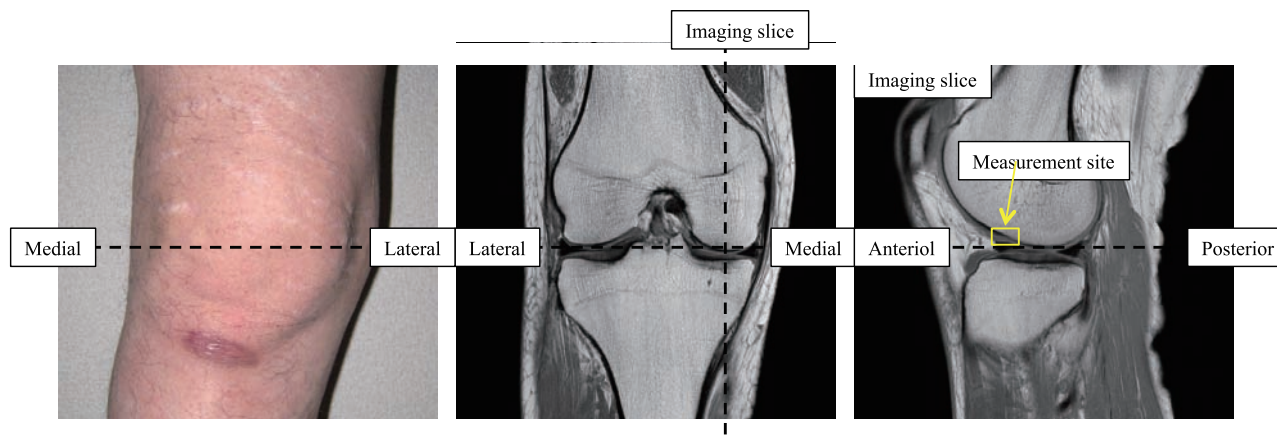 Imaging slice
Imaging slice
Measurement site
Medial
Lateral
Lateral
Medial
Anteriol
Posterior